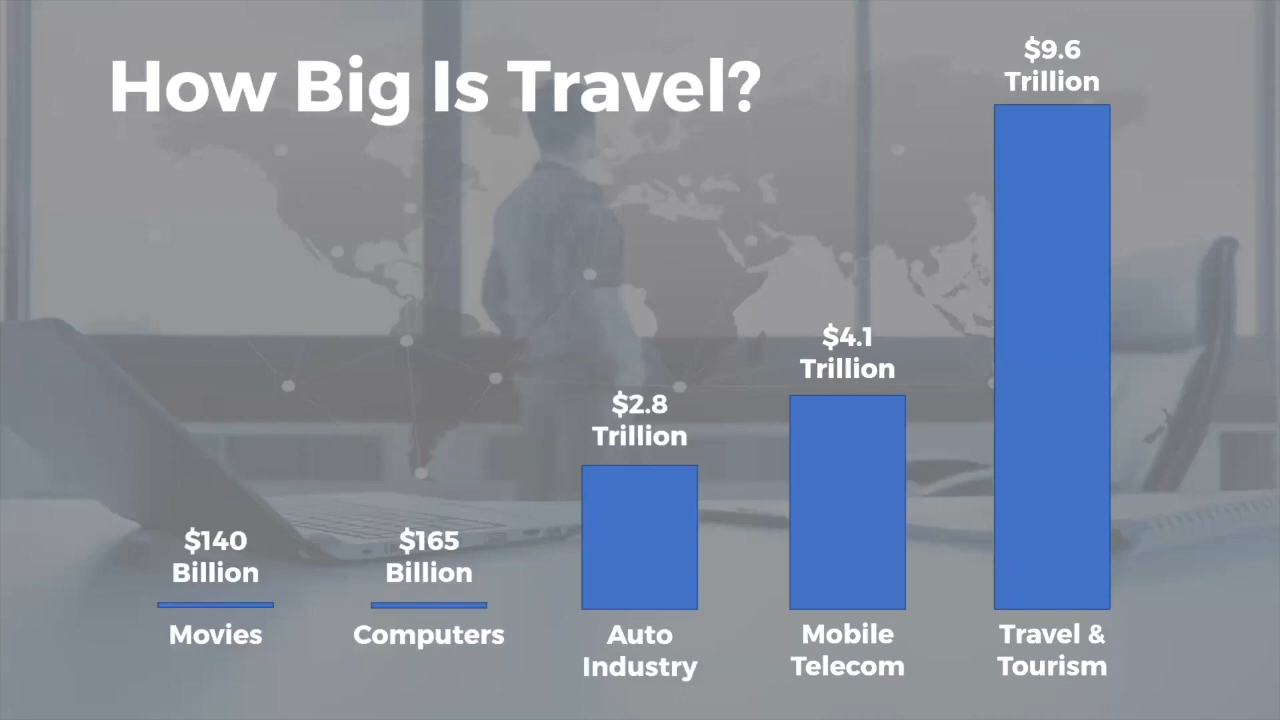 How Big Is Travel?
$9.6
Trillion
$4.1
Trillion
$2.8
Trillion
$140
Billion
$165
Billion
Movies
Computers
Auto
Industry
Mobile
Telecom
Travel &
Tourism